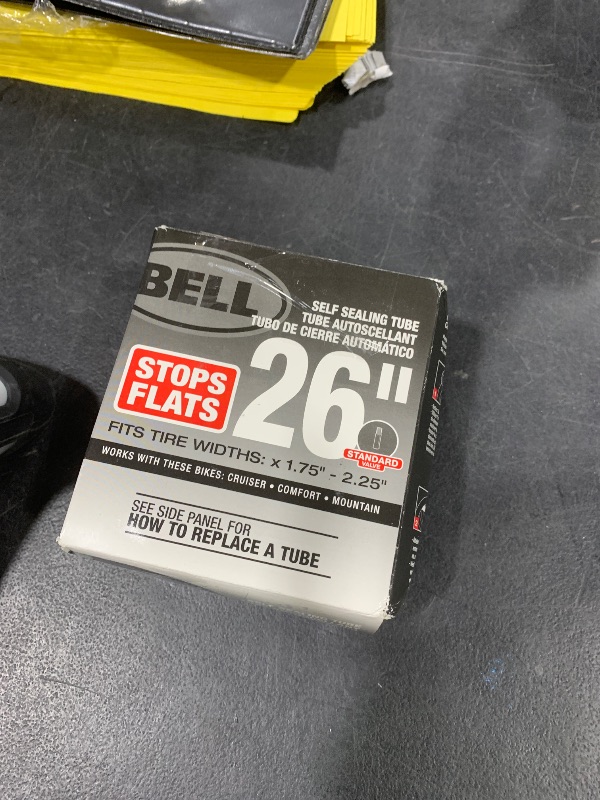 BELL
SELF SEALING TUBE
TUBE AUTOSCELLANT
TUBO DE CIERRE AUTOMÁTICO
STOPS
FLATS
26"
STANDARD
VALVE
FITS TIRE WIDTHS: x 1.75" - 2.25"
WORKS WITH THESE BIKES: CRUISER • COMFORT • MOUNTAIN
SEE SIDE PANEL FOR
HOW TO REPLACE A TUBE